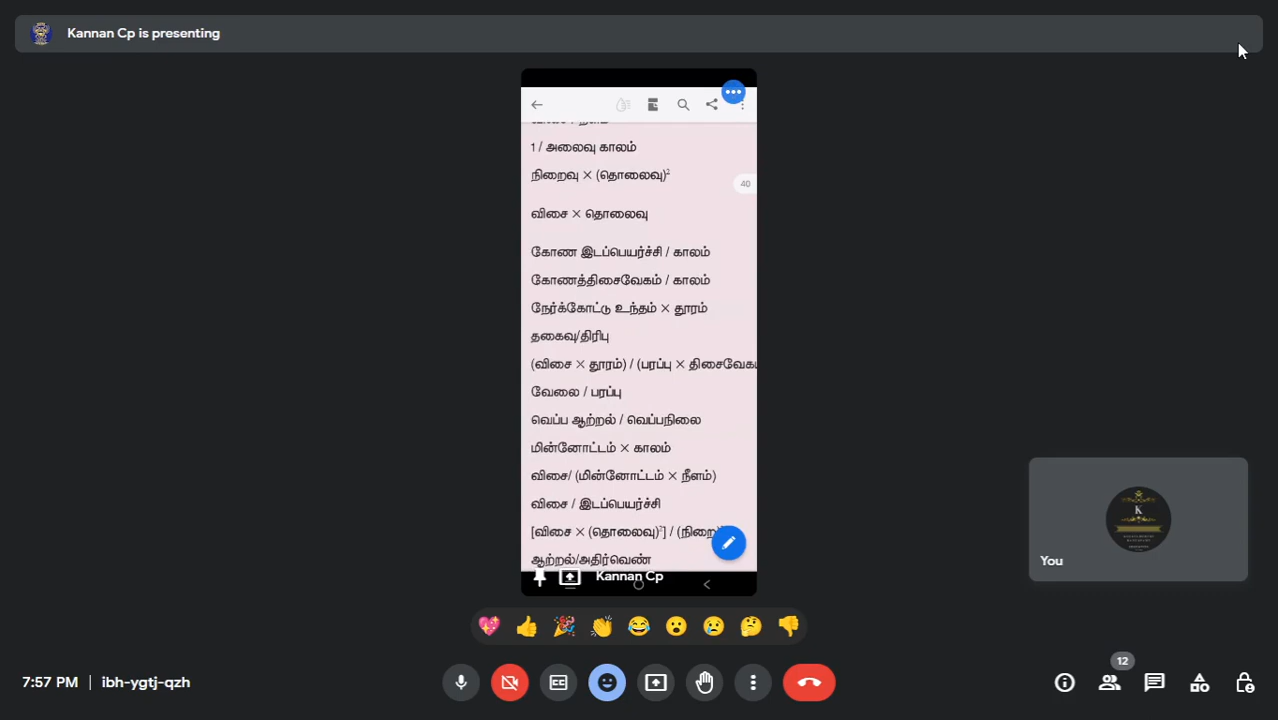 Kannan Cp is presenting
1 / அலைவு காலம்
நிறைவு × (தொலைவு)²
40
விசை × தொலைவு
கோண இடப்பெயர்ச்சி / காலம்
கோணத்திசைவேகம் / காலம்
நேர்க்கோட்டு உந்தம் × தூரம்
தகைவு/திரிபு
(விசை × தூரம்) / (பரப்பு × திசைவேகம்
வேலை / பரப்பு
வெப்ப ஆற்றல் / வெப்பநிலை
மின்னோட்டம் × காலம்
விசை/ (மின்னோட்டம் × நீளம்)
விசை / இடப்பெயர்ச்சி
[விசை × (தொலைவு)²] / (நிறை)
ஆற்றல்/அதிர்வெண்
Kannan Cp
K
You
12
7:57 PM | ibh-ygtj-qzh